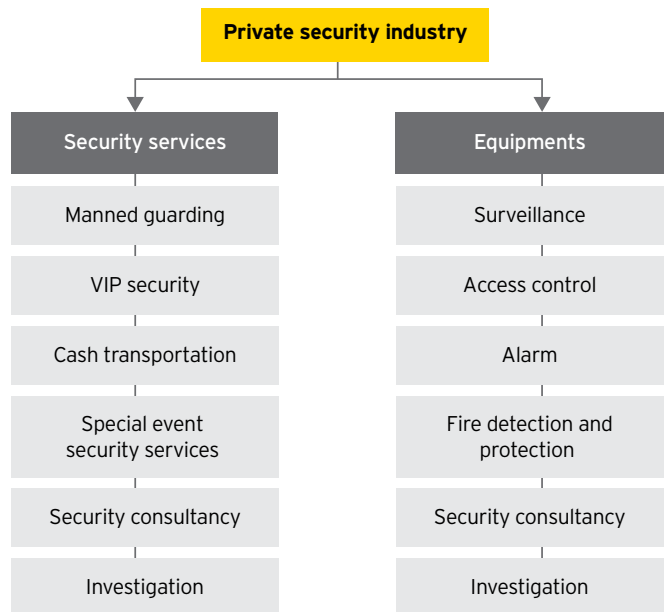 Private security industry
Security services
Manned guarding
VIP security
Cash transportation
Special event
security services
Security consultancy
Investigation
Equipments
Surveillance
Access control
Alarm
Fire detection and
protection
Security consultancy
Investigation